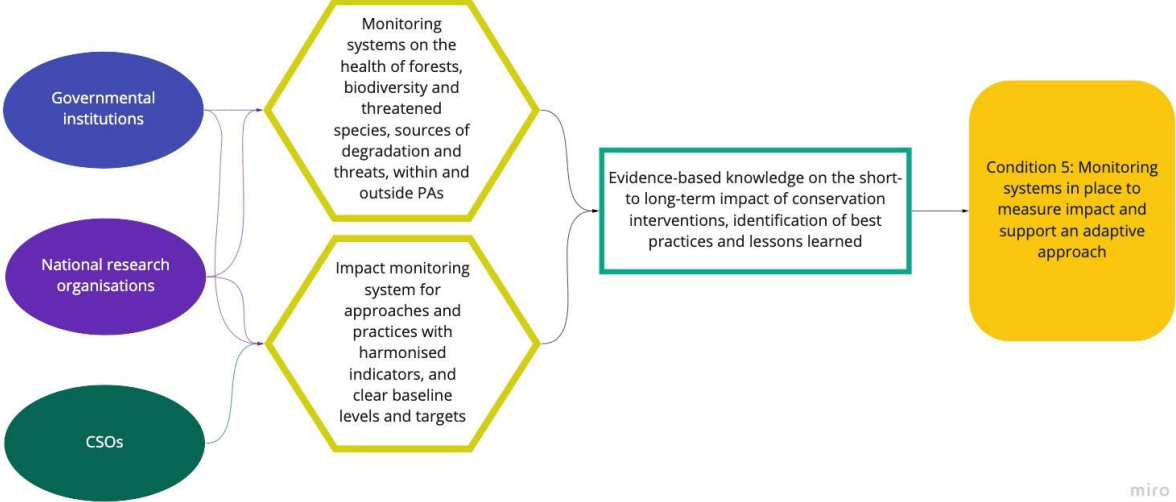 Governmental
institutions
National research
organisations
CSOs
Monitoring
systems on the
health of forests,
biodiversity and
threatened
species, sources of
degradation and
threats, within and
outside PAs
Impact monitoring
system for
approaches and
practices with
harmonised
indicators, and
clear baseline
levels and targets
Evidence-based knowledge on the short-
to long-term impact of conservation
interventions, identification of best
practices and lessons learned
Condition 5: Monitoring
systems in place to
measure impact and
support an adaptive
approach
miro